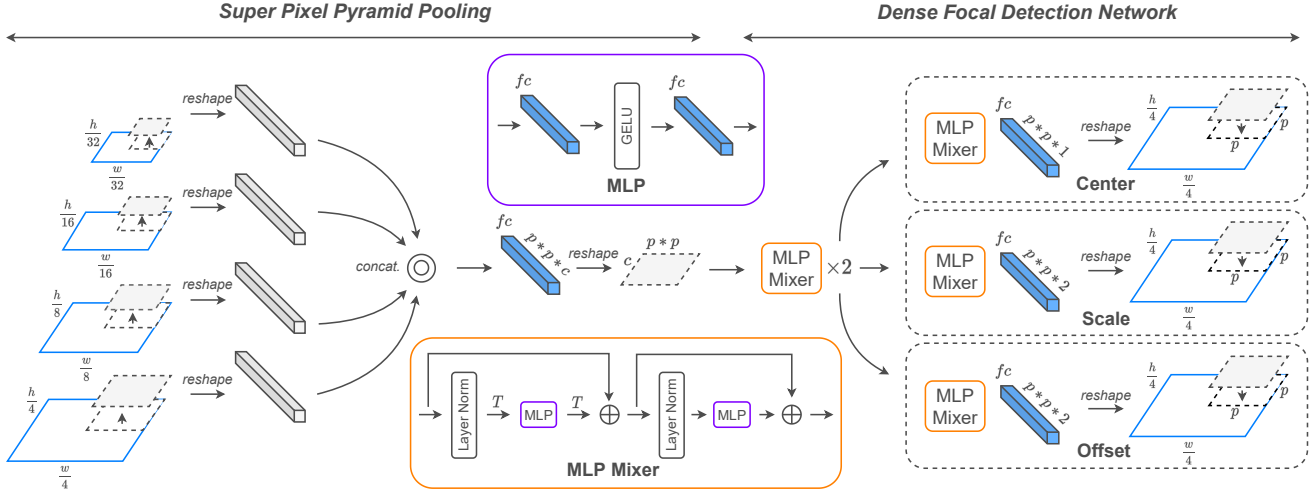 Super Pixel Pyramid Pooling
Dense Focal Detection Network
h/32
w/32
reshape
h/16
w/16
reshape
h/8
w/8
reshape
h/4
w/4
reshape
concat.
fc
GELU
fc
MLP
fc
p*p*c
reshape
c
p*p
MLP
Mixer
×2
Layer Norm
T
MLP
T
Layer Norm
MLP
MLP Mixer
MLP
Mixer
fc
p*p*1
reshape
h/4
w/4
p
p
Center
MLP
Mixer
fc
p*p*2
reshape
h/4
w/4
p
p
Scale
MLP
Mixer
fc
p*p*2
reshape
h/4
w/4
p
p
Offset